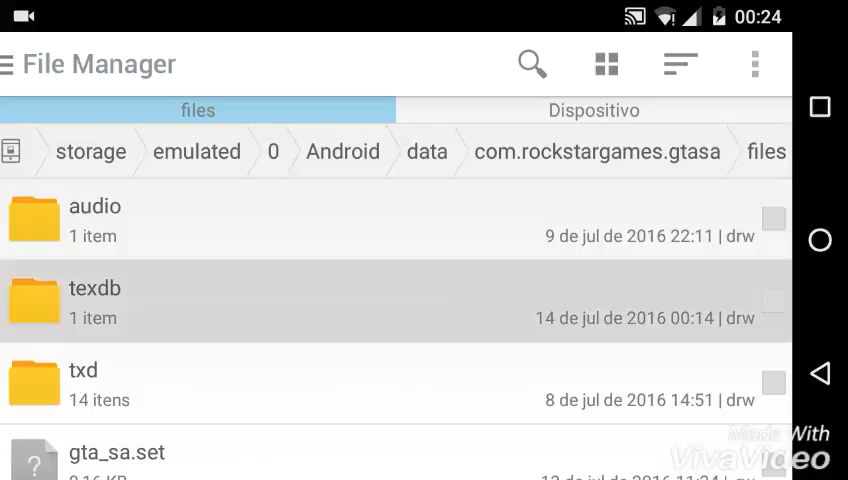 00:24
File Manager
files Dispositivo
storage emulated 0 Android data com.rockstargames.gtasa files
audio
1 item 9 de jul de 2016 22:11 | drw
texdb
1 item 14 de jul de 2016 00:14 | drw
txd
14 itens 8 de jul de 2016 14:51 | drw
gta_sa.set
Made With
VivaVideo